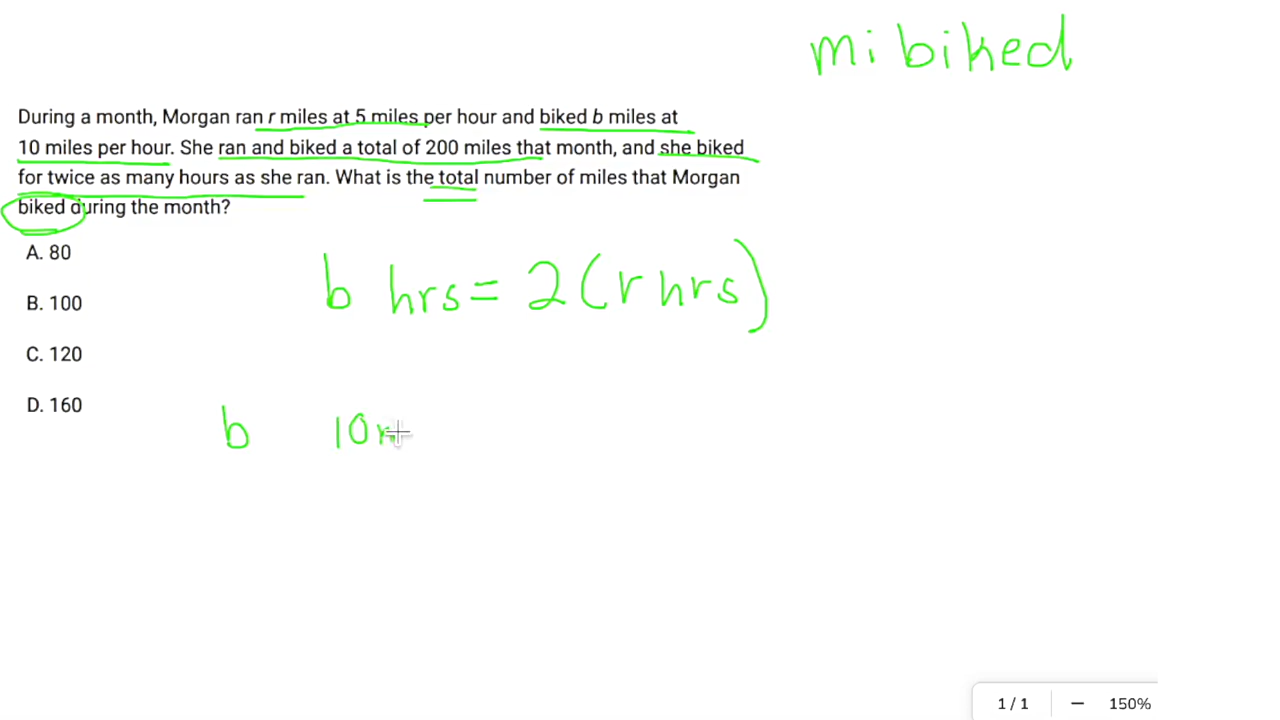 mi biked
During a month, Morgan ran r miles at 5 miles per hour and biked b miles at
10 miles per hour. She ran and biked a total of 200 miles that month, and she biked
for twice as many hours as she ran. What is the total number of miles that Morgan
biked during the month?
A. 80
b hrs = 2 (r hrs)
B. 100
C. 120
D. 160
b 10
1 / 1 − 150%